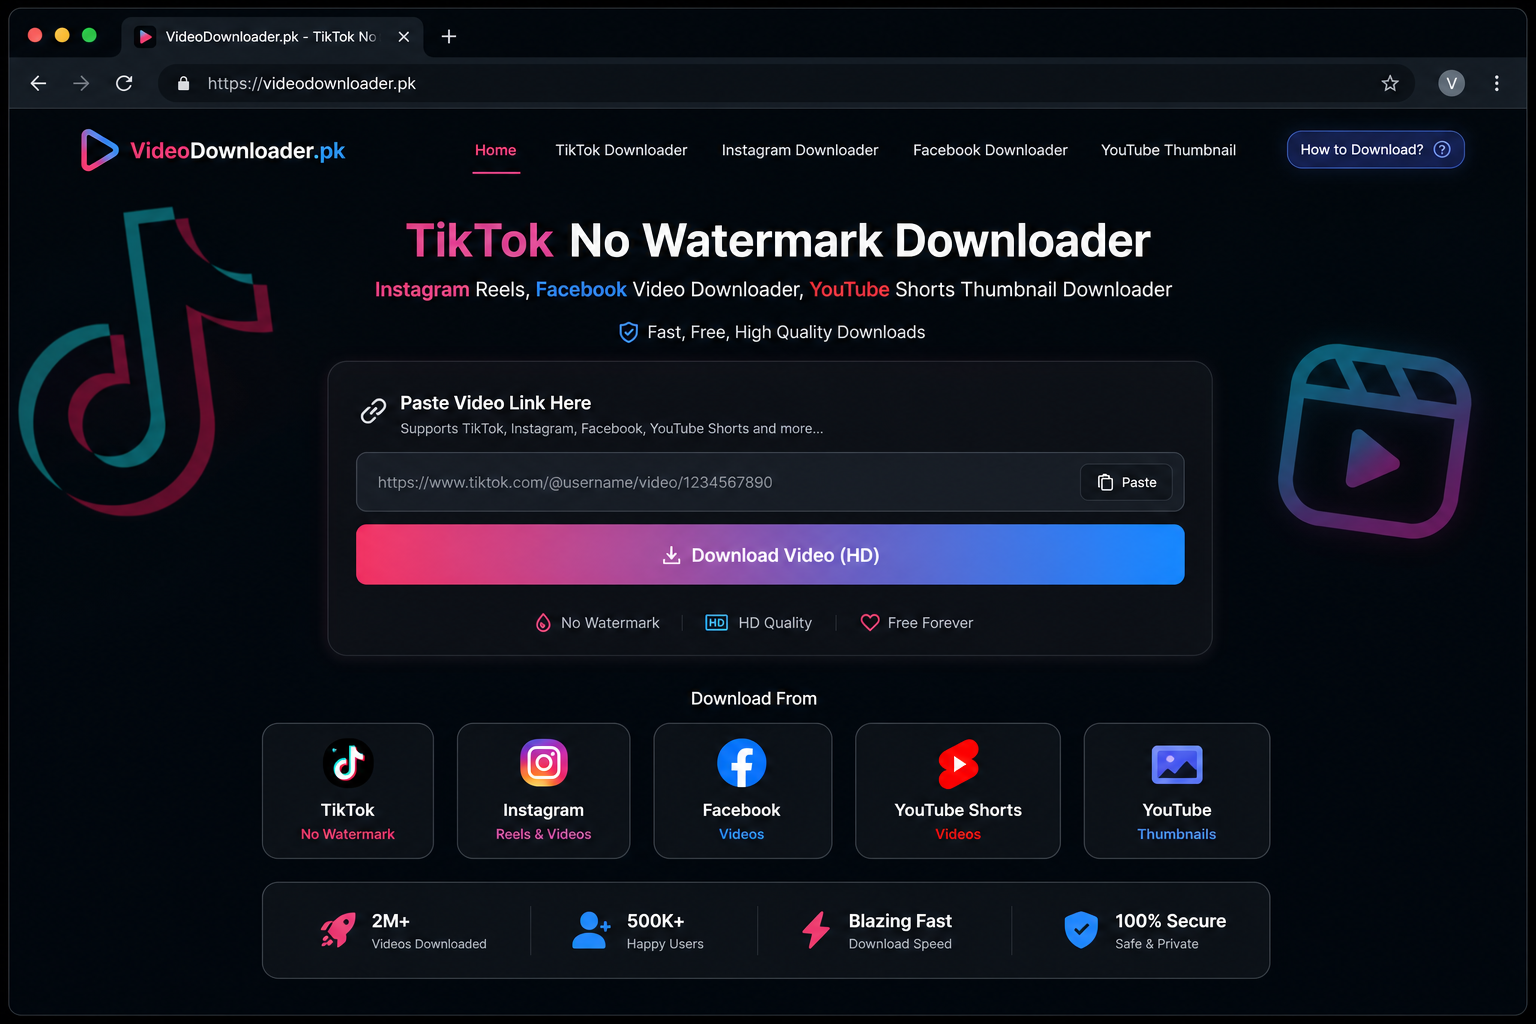 VideoDownloader.pk - TikTok No
https://videodownloader.pk
V
VideoDownloader.pk
Home
TikTok Downloader
Instagram Downloader
Facebook Downloader
YouTube Thumbnail
How to Download? ?
TikTok No Watermark Downloader
Instagram Reels, Facebook Video Downloader, YouTube Shorts Thumbnail Downloader
Fast, Free, High Quality Downloads
Paste Video Link Here
Supports TikTok, Instagram, Facebook, YouTube Shorts and more...
https://www.tiktok.com/@username/video/1234567890
Paste
Download Video (HD)
No Watermark
HD HD Quality
Free Forever
Download From
TikTok
No Watermark
Instagram
Reels & Videos
Facebook
Videos
YouTube Shorts
Videos
YouTube
Thumbnails
2M+
Videos Downloaded
500K+
Happy Users
Blazing Fast
Download Speed
100% Secure
Safe & Private